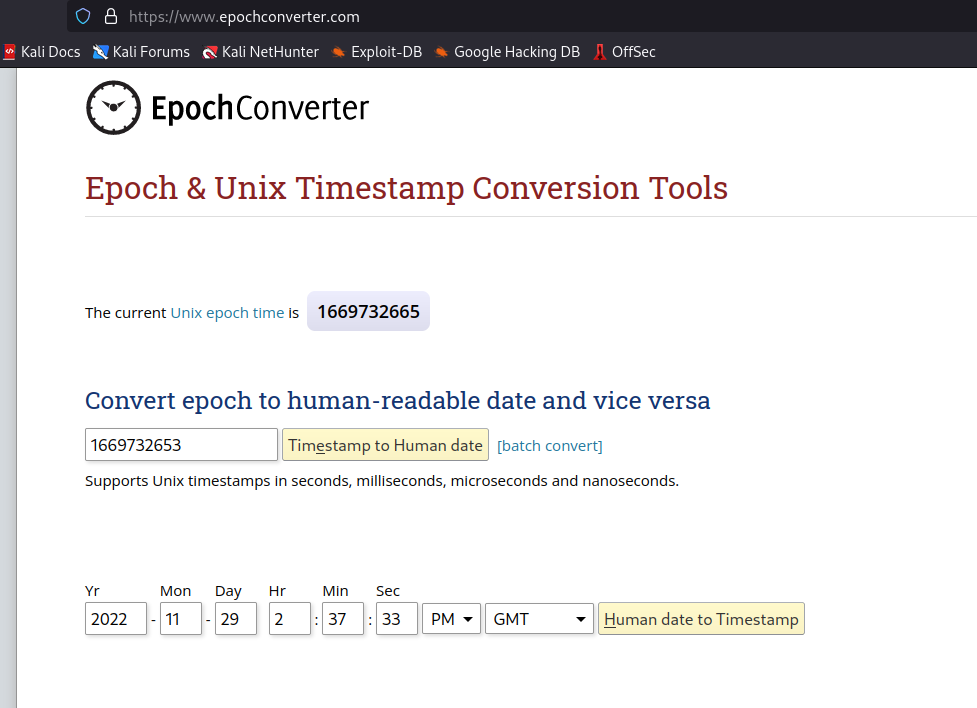 https://www.epochconverter.com
Kali Docs Kali Forums Kali NetHunter Exploit-DB Google Hacking DB OffSec
EpochConverter
Epoch & Unix Timestamp Conversion Tools
The current Unix epoch time is 1669732665
Convert epoch to human-readable date and vice versa
1669732653 Timestamp to Human date [batch convert]
Supports Unix timestamps in seconds, milliseconds, microseconds and nanoseconds.
Yr Mon Day Hr Min Sec
2022 - 11 - 29 2 : 37 : 33 PM GMT Human date to Timestamp